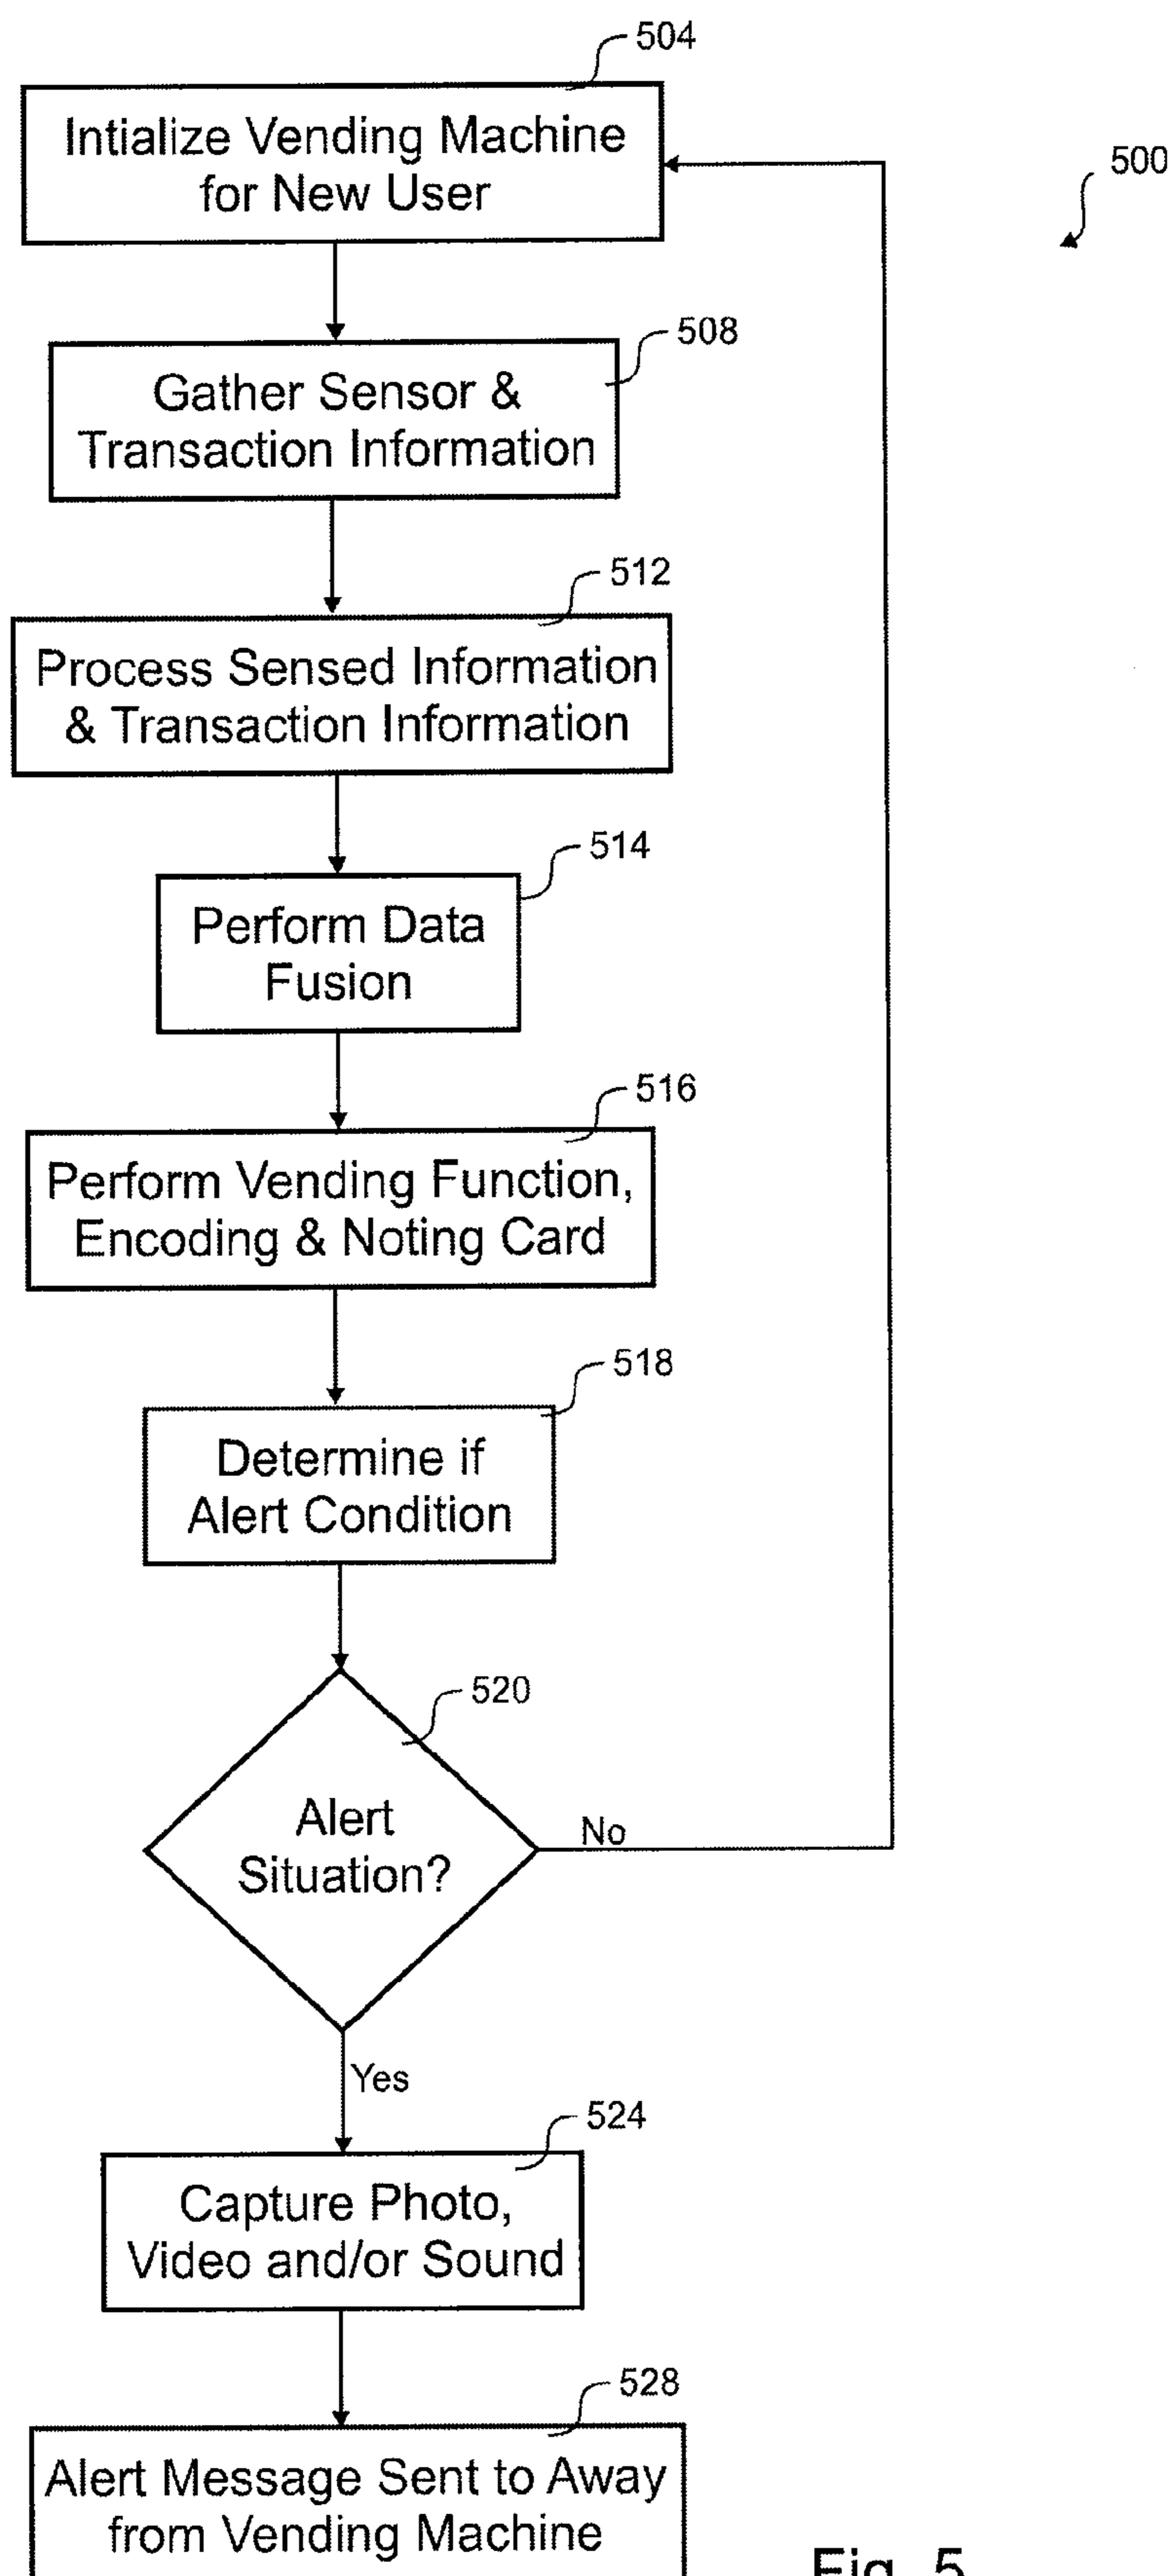 504
Intialize Vending Machine
for New User
500
508
Gather Sensor &
Transaction Information
512
Process Sensed Information
& Transaction Information
514
Perform Data
Fusion
516
Perform Vending Function,
Encoding & Noting Card
518
Determine if
Alert Condition
520
Alert
Situation?
No
Yes
524
Capture Photo,
Video and/or Sound
528
Alert Message Sent to Away
from Vending Machine
Fig. 5